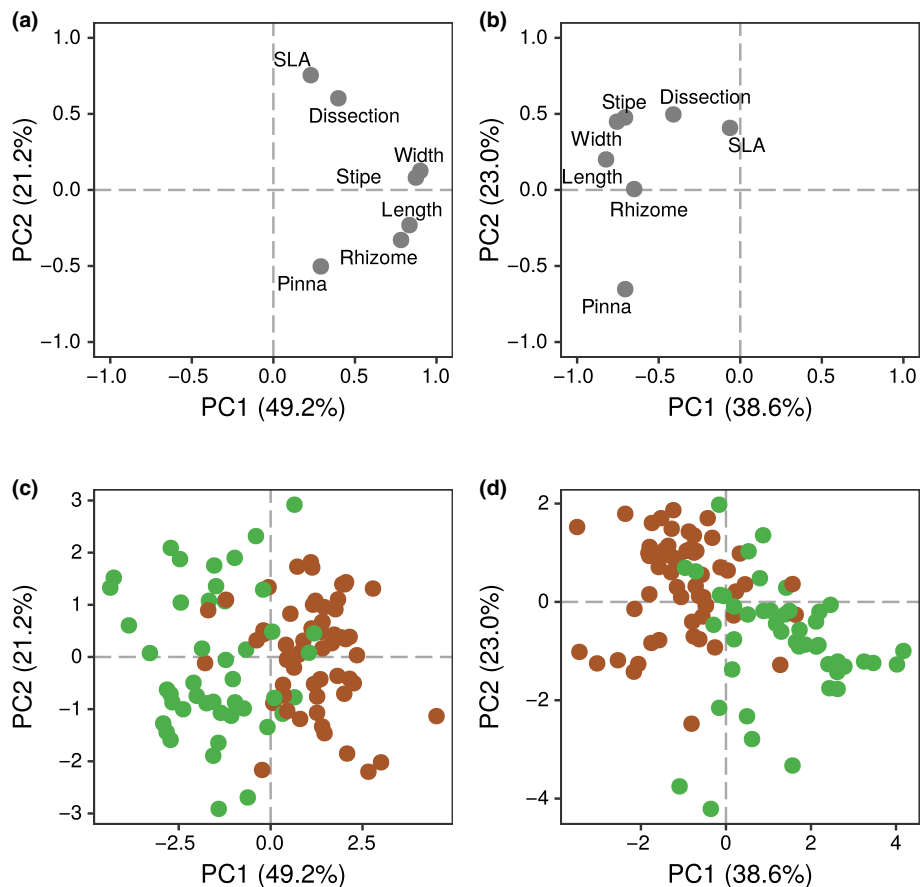 (a)
1.0
0.5
0.0
−0.5
−1.0
PC2 (21.2%)
SLA
Dissection
Width
Stipe
Length
Rhizome
Pinna
−1.0 −0.5 0.0 0.5 1.0
PC1 (49.2%)
(b)
1.0
0.5
0.0
−0.5
−1.0
PC2 (23.0%)
Stipe
Dissection
Width
SLA
Length
Rhizome
Pinna
−1.0 −0.5 0.0 0.5 1.0
PC1 (38.6%)
(c)
3
2
1
0
−1
−2
−3
PC2 (21.2%)
−2.5 0 2.5
PC1 (49.2%)
(d)
2
0
−2
−4
PC2 (23.0%)
−2 0 2 4
PC1 (38.6%)